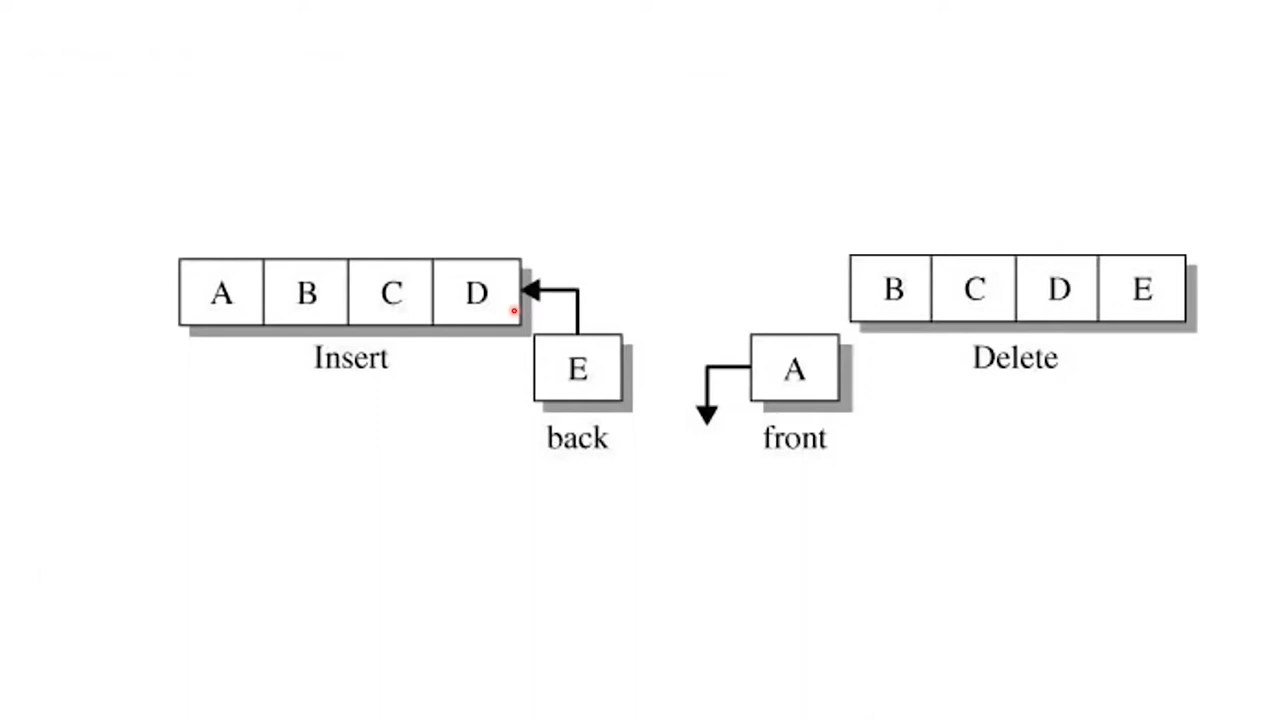 A B C D
Insert
E
back
B C D E
Delete
A
front